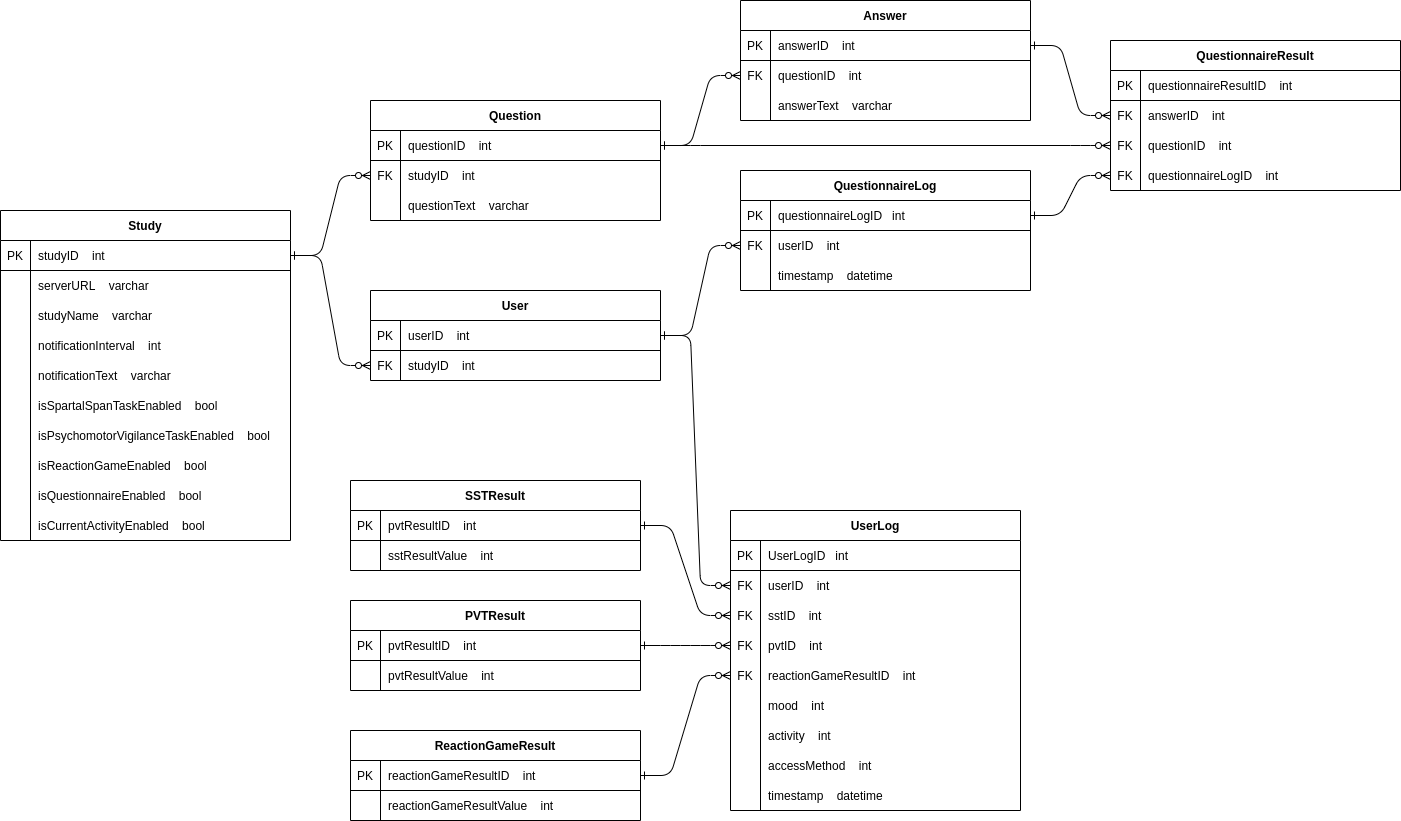 Answer
PK answerID int
FK questionID int
answerText varchar
QuestionnaireResult
PK questionnaireResultID int
FK answerID int
FK questionID int
FK questionnaireLogID int
Question
PK questionID int
FK studyID int
questionText varchar
QuestionnaireLog
PK questionnaireLogID int
FK userID int
timestamp datetime
Study
PK studyID int
serverURL varchar
studyName varchar
notificationInterval int
notificationText varchar
isSpartalSpanTaskEnabled bool
isPsychomotorVigilanceTaskEnabled bool
isReactionGameEnabled bool
isQuestionnaireEnabled bool
isCurrentActivityEnabled bool
User
PK userID int
FK studyID int
SSTResult
PK pvtResultID int
sstResultValue int
PVTResult
PK pvtResultID int
pvtResultValue int
ReactionGameResult
PK reactionGameResultID int
reactionGameResultValue int
UserLog
PK UserLogID int
FK userID int
FK sstID int
FK pvtID int
FK reactionGameResultID int
mood int
activity int
accessMethod int
timestamp datetime